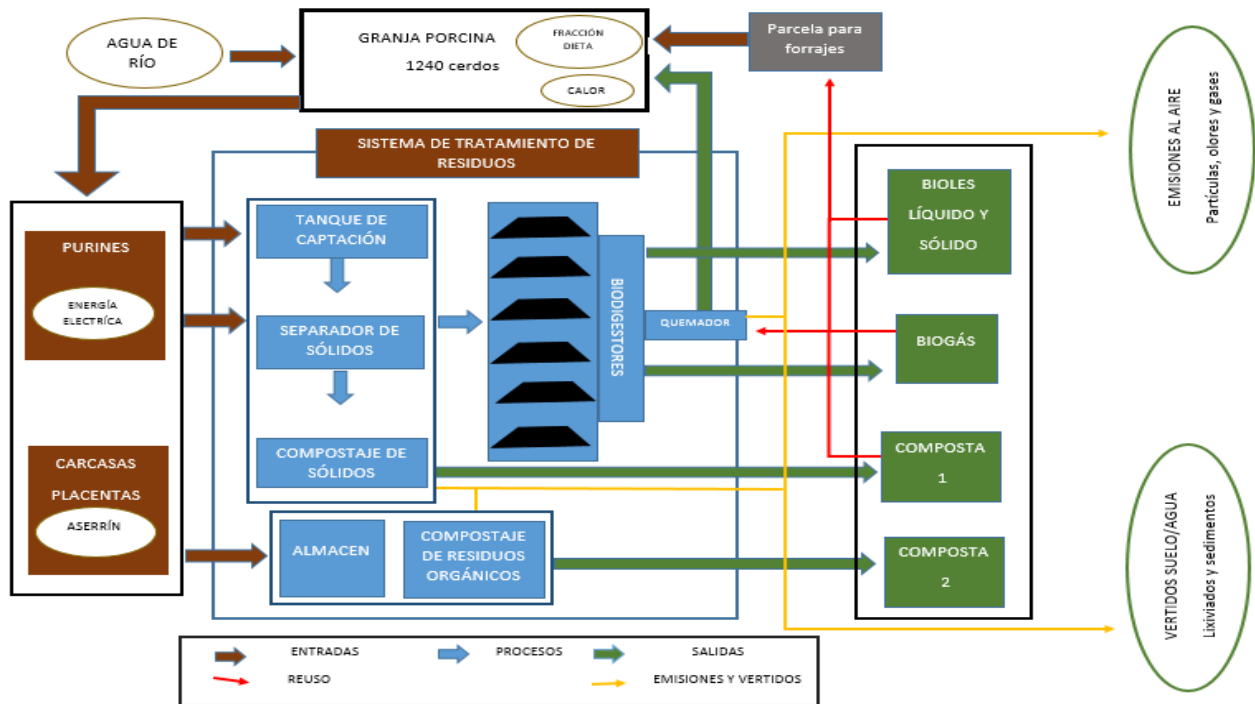 AGUA DE
RÍO
GRANJA PORCINA
1240 cerdos
FRACCIÓN
DIETA
CALOR
Parcela para
forrajes
EMISIONES AL AIRE
Partículas, olores y gases
SISTEMA DE TRATAMIENTO DE
RESIDUOS
PURINES
ENERGÍA
ELECTRÍCA
CARCASAS
PLACENTAS
ASERRÍN
TANQUE DE
CAPTACIÓN
SEPARADOR DE
SÓLIDOS
COMPOSTAJE DE
SÓLIDOS
ALMACEN
COMPOSTAJE
DE RESIDUOS
ORGÁNICOS
BIODIGESTORES
QUEMADOR
BIOLES
LÍQUIDO Y
SÓLIDO
BIOGÁS
COMPOSTA
1
COMPOSTA
2
VERTIDOS SUELO/AGUA
Lixiviados y sedimentos
ENTRADAS
PROCESOS
SALIDAS
REUSO
EMISIONES Y VERTIDOS